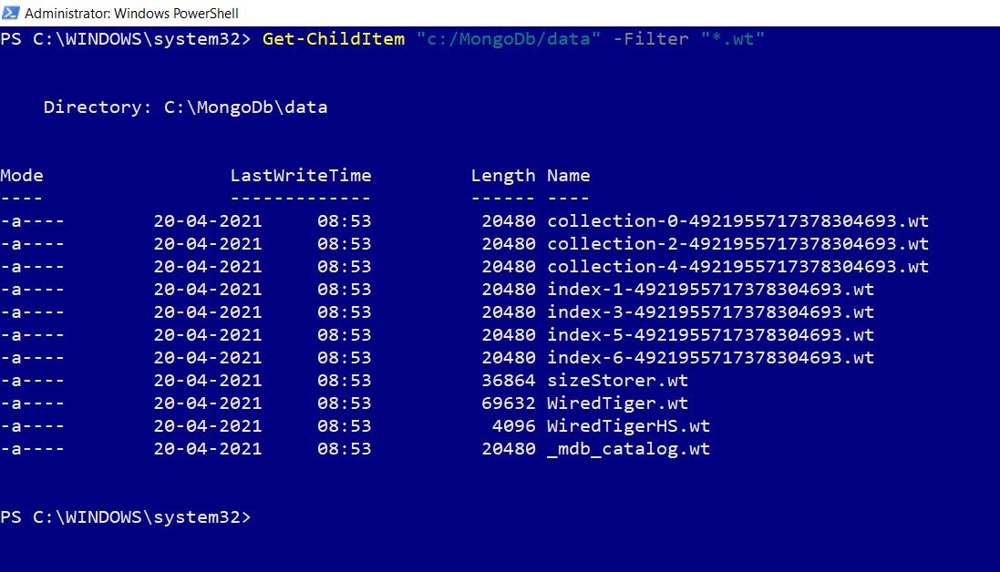 Administrator: Windows PowerShell
PS C:\WINDOWS\system32> Get-ChildItem "c:/MongoDb/data" -Filter "*.wt"
Directory: C:\MongoDb\data
Mode LastWriteTime Length Name
---- ------------- ------ ----
-a---- 20-04-2021 08:53 20480 collection-0-4921955717378304693.wt
-a---- 20-04-2021 08:53 20480 collection-2-4921955717378304693.wt
-a---- 20-04-2021 08:53 20480 collection-4-4921955717378304693.wt
-a---- 20-04-2021 08:53 20480 index-1-4921955717378304693.wt
-a---- 20-04-2021 08:53 20480 index-3-4921955717378304693.wt
-a---- 20-04-2021 08:53 20480 index-5-4921955717378304693.wt
-a---- 20-04-2021 08:53 20480 index-6-4921955717378304693.wt
-a---- 20-04-2021 08:53 36864 sizeStorer.wt
-a---- 20-04-2021 08:53 69632 WiredTiger.wt
-a---- 20-04-2021 08:53 4096 WiredTigerHS.wt
-a---- 20-04-2021 08:53 20480 _mdb_catalog.wt
PS C:\WINDOWS\system32>